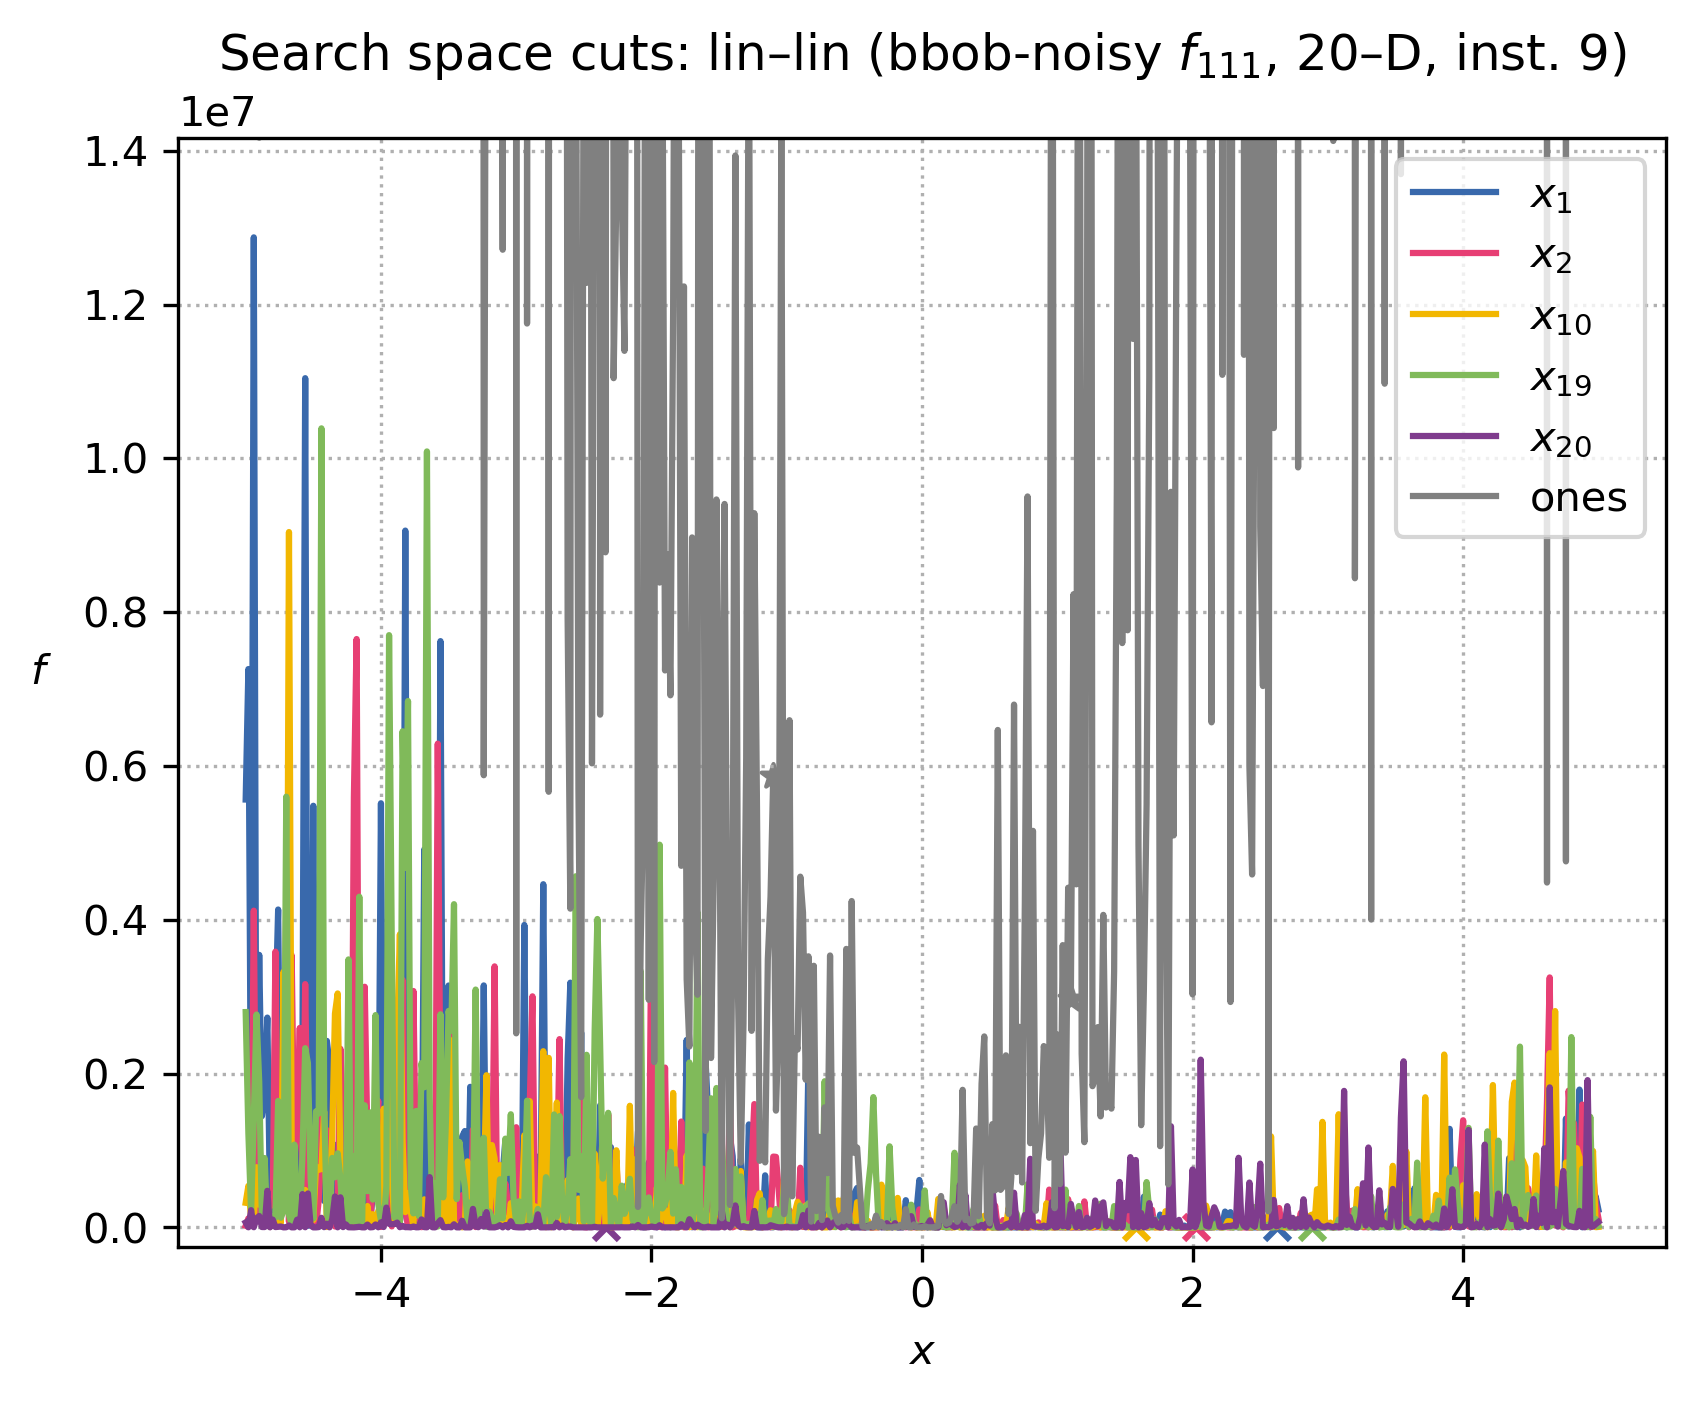 Search space cuts: lin–lin (bbob-noisy f₁₁₁, 20–D, inst. 9)
1e7
1.4
1.2
1.0
0.8
0.6
0.4
0.2
0.0
f
−4
−2
0
2
4
x
x₁
x₂
x₁₀
x₁₉
x₂₀
ones